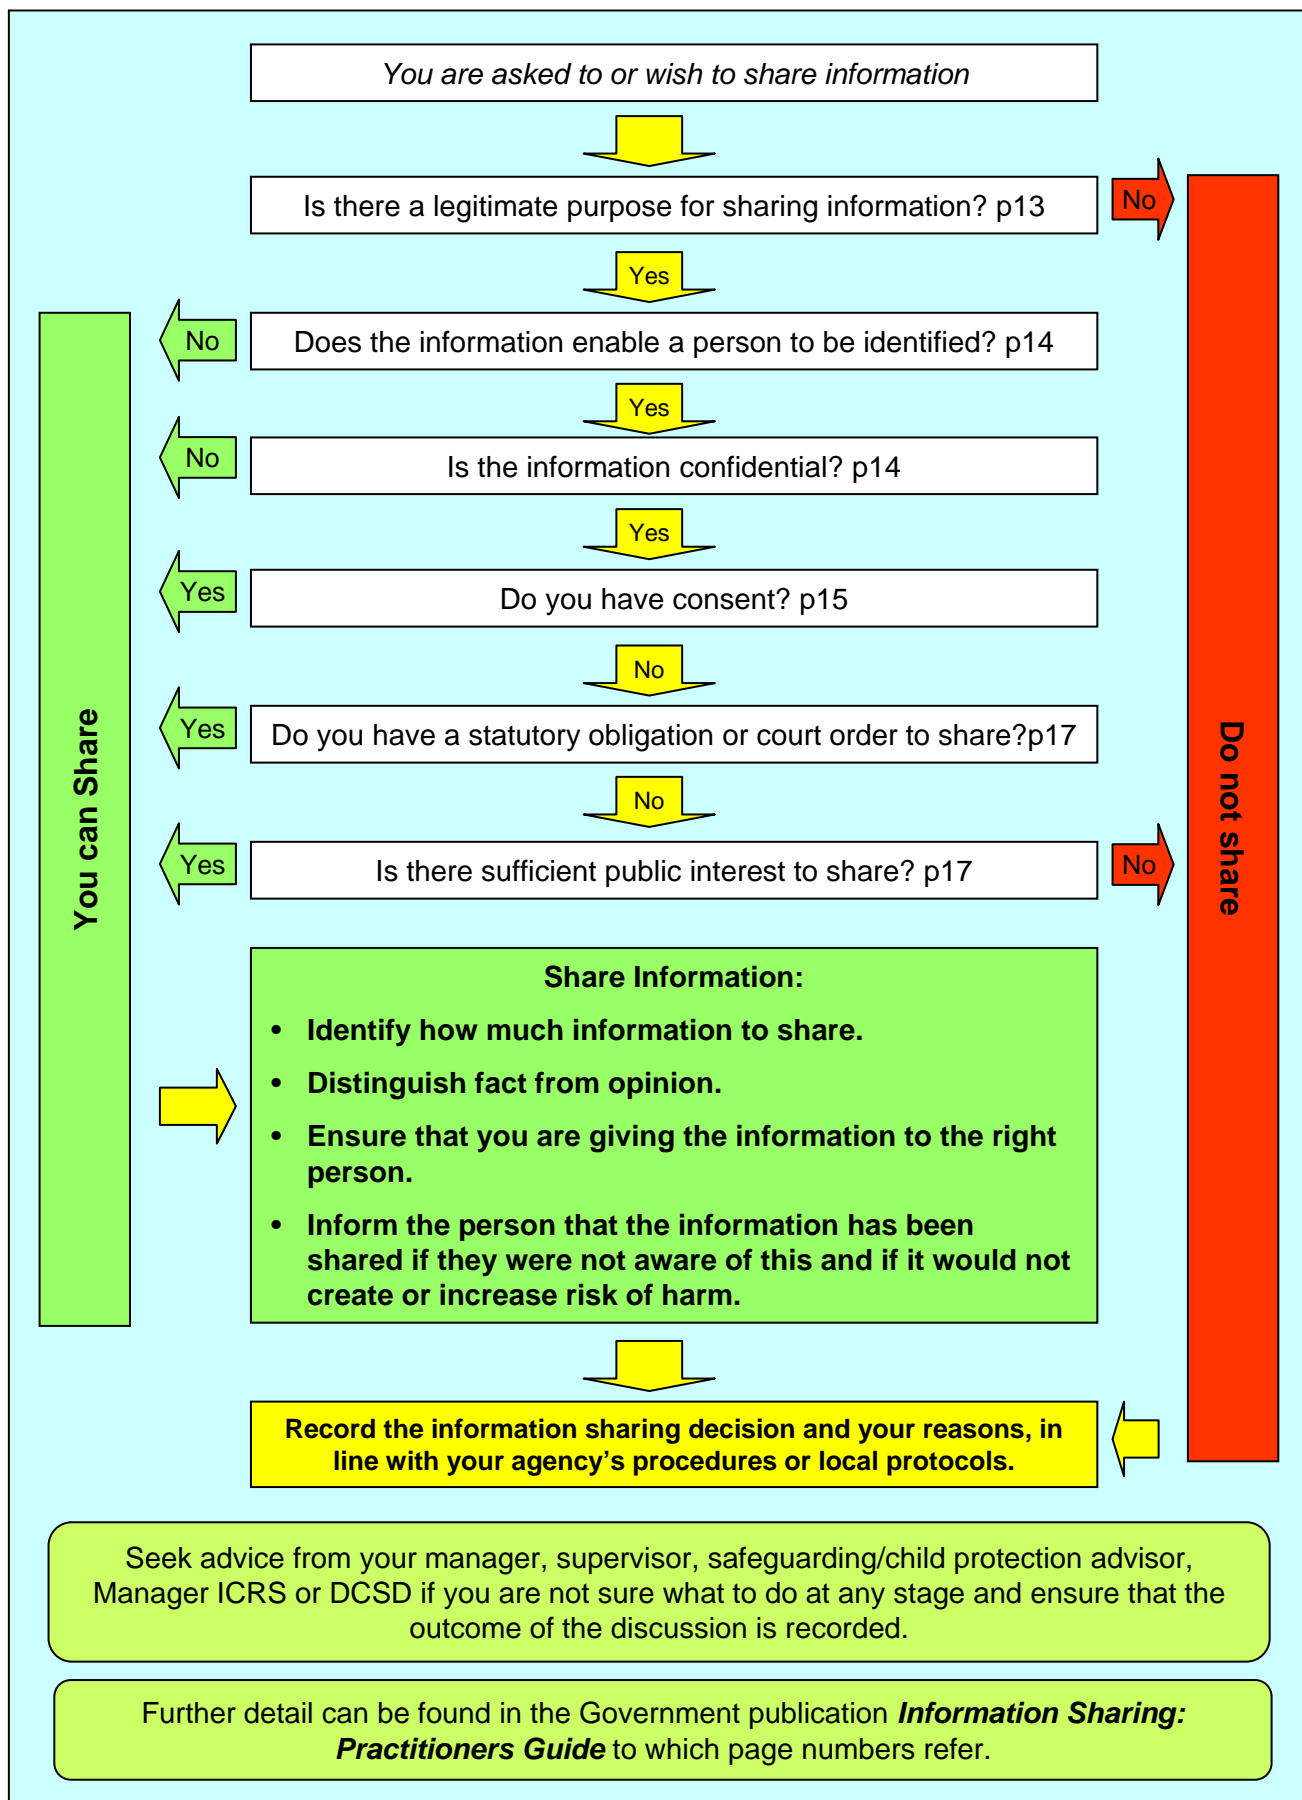 You are asked to or wish to share information
Is there a legitimate purpose for sharing information? p13
No
Yes
No
Does the information enable a person to be identified? p14
Yes
No
Is the information confidential? p14
Yes
Yes
Do you have consent? p15
No
Yes
Do you have a statutory obligation or court order to share?p17
No
Yes
Is there sufficient public interest to share? p17
No
You can Share
Do not share
Share Information:
• Identify how much information to share.
• Distinguish fact from opinion.
• Ensure that you are giving the information to the right
person.
• Inform the person that the information has been
shared if they were not aware of this and if it would not
create or increase risk of harm.
Record the information sharing decision and your reasons, in
line with your agency’s procedures or local protocols.
Seek advice from your manager, supervisor, safeguarding/child protection advisor,
Manager ICRS or DCSD if you are not sure what to do at any stage and ensure that the
outcome of the discussion is recorded.
Further detail can be found in the Government publication Information Sharing:
Practitioners Guide to which page numbers refer.